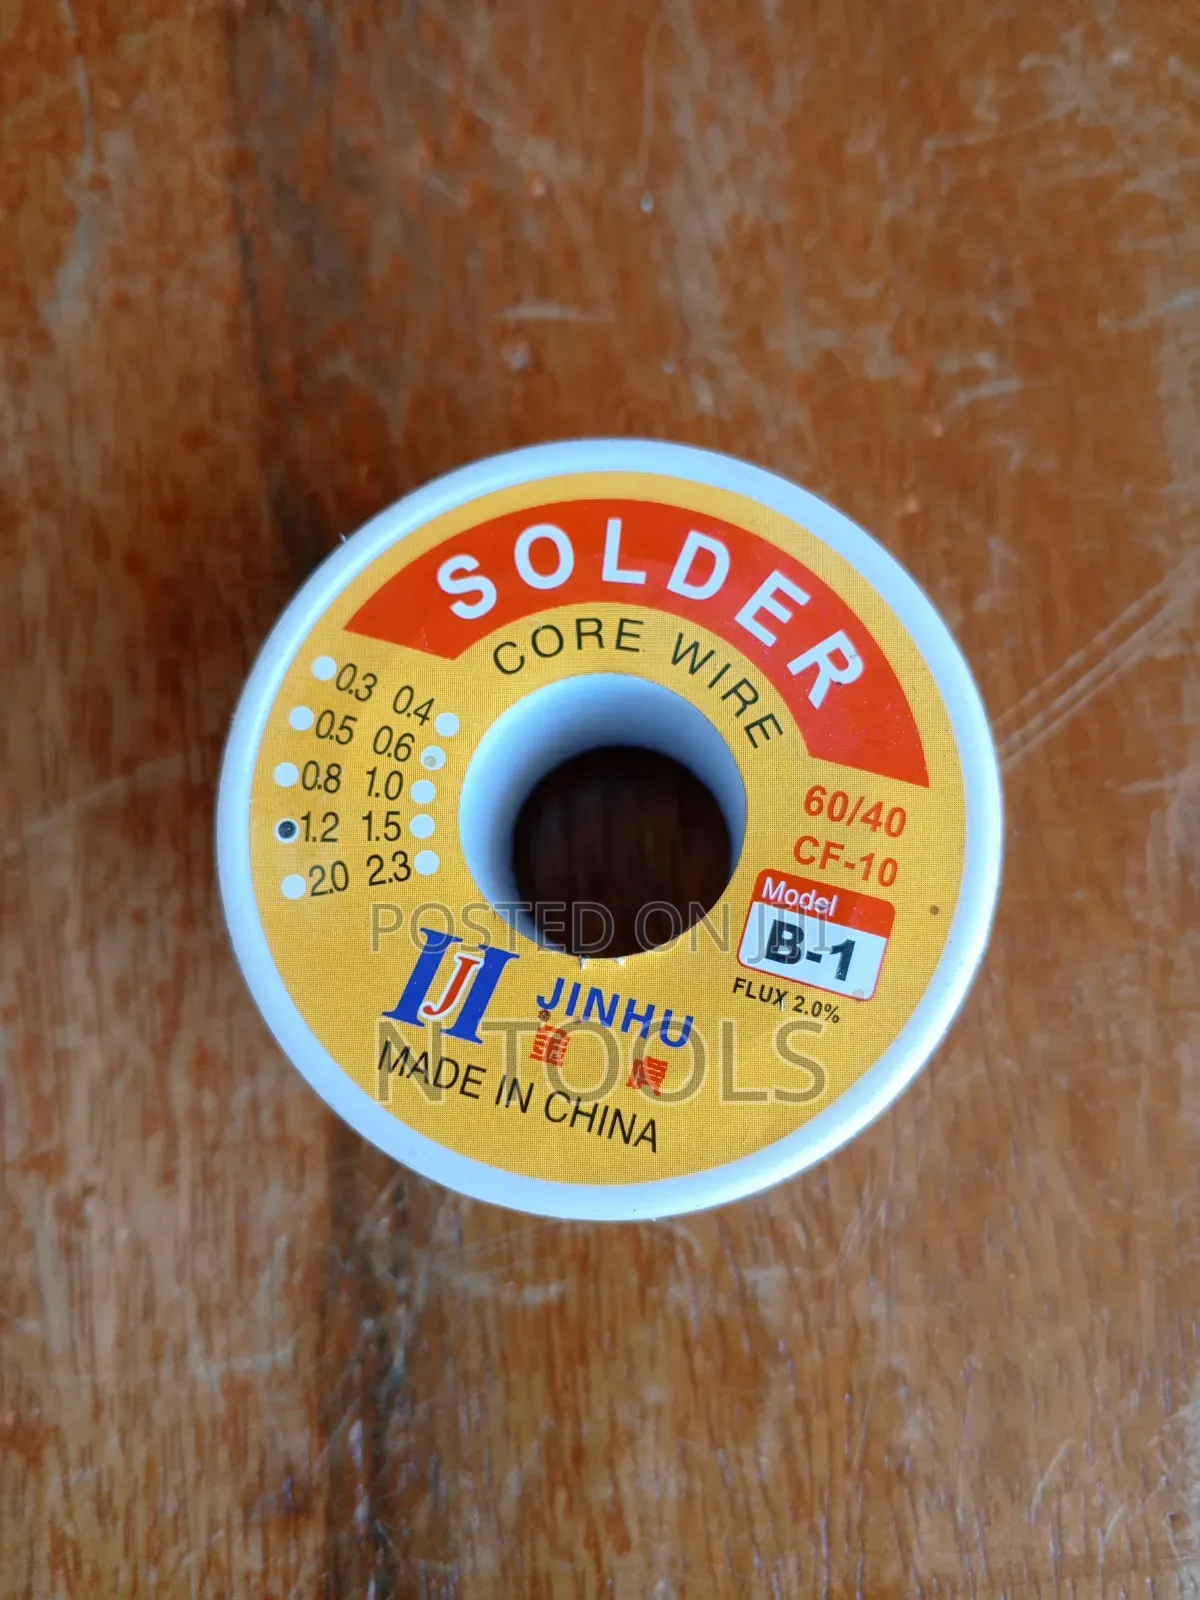 SOLDER
CORE WIRE
0.3 0.4
0.5 0.6
0.8 1.0
1.2 1.5
2.0 2.3
60/40
CF-10
Model
B-1
FLUX 2.0%
JINHU
MADE IN CHINA
POSTED ON JIJI
N TOOLS